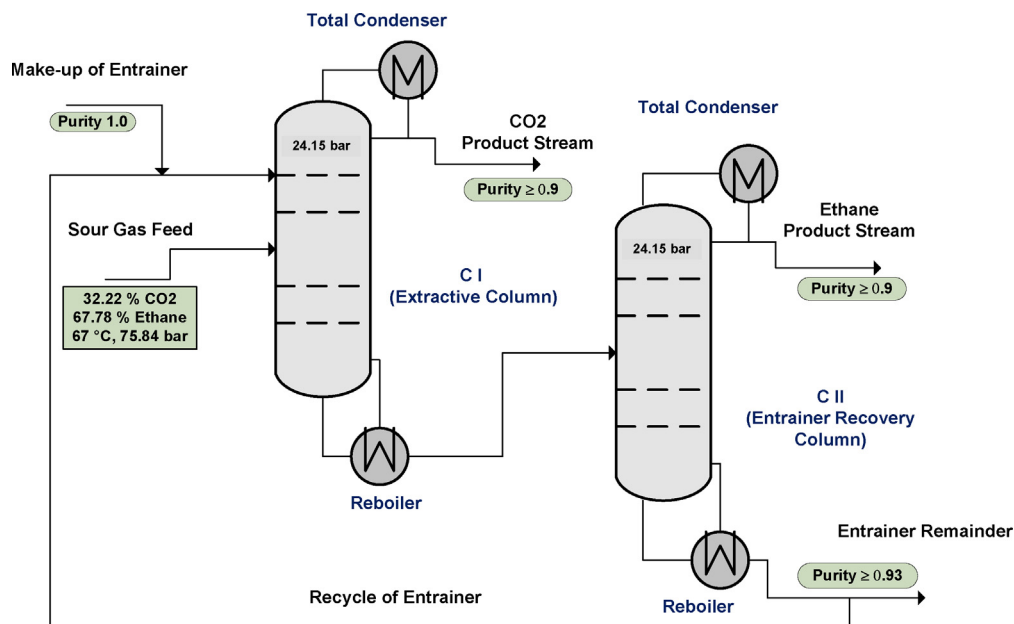 Total Condenser
Make-up of Entrainer
Purity 1.0
24.15 bar
CO2
Product Stream
Purity ≥ 0.9
Total Condenser
Sour Gas Feed
32.22 % CO2
67.78 % Ethane
67 °C, 75.84 bar
C I
(Extractive Column)
24.15 bar
Ethane
Product Stream
Purity ≥ 0.9
C II
(Entrainer Recovery
Column)
Reboiler
Entrainer Remainder
Purity ≥ 0.93
Recycle of Entrainer
Reboiler